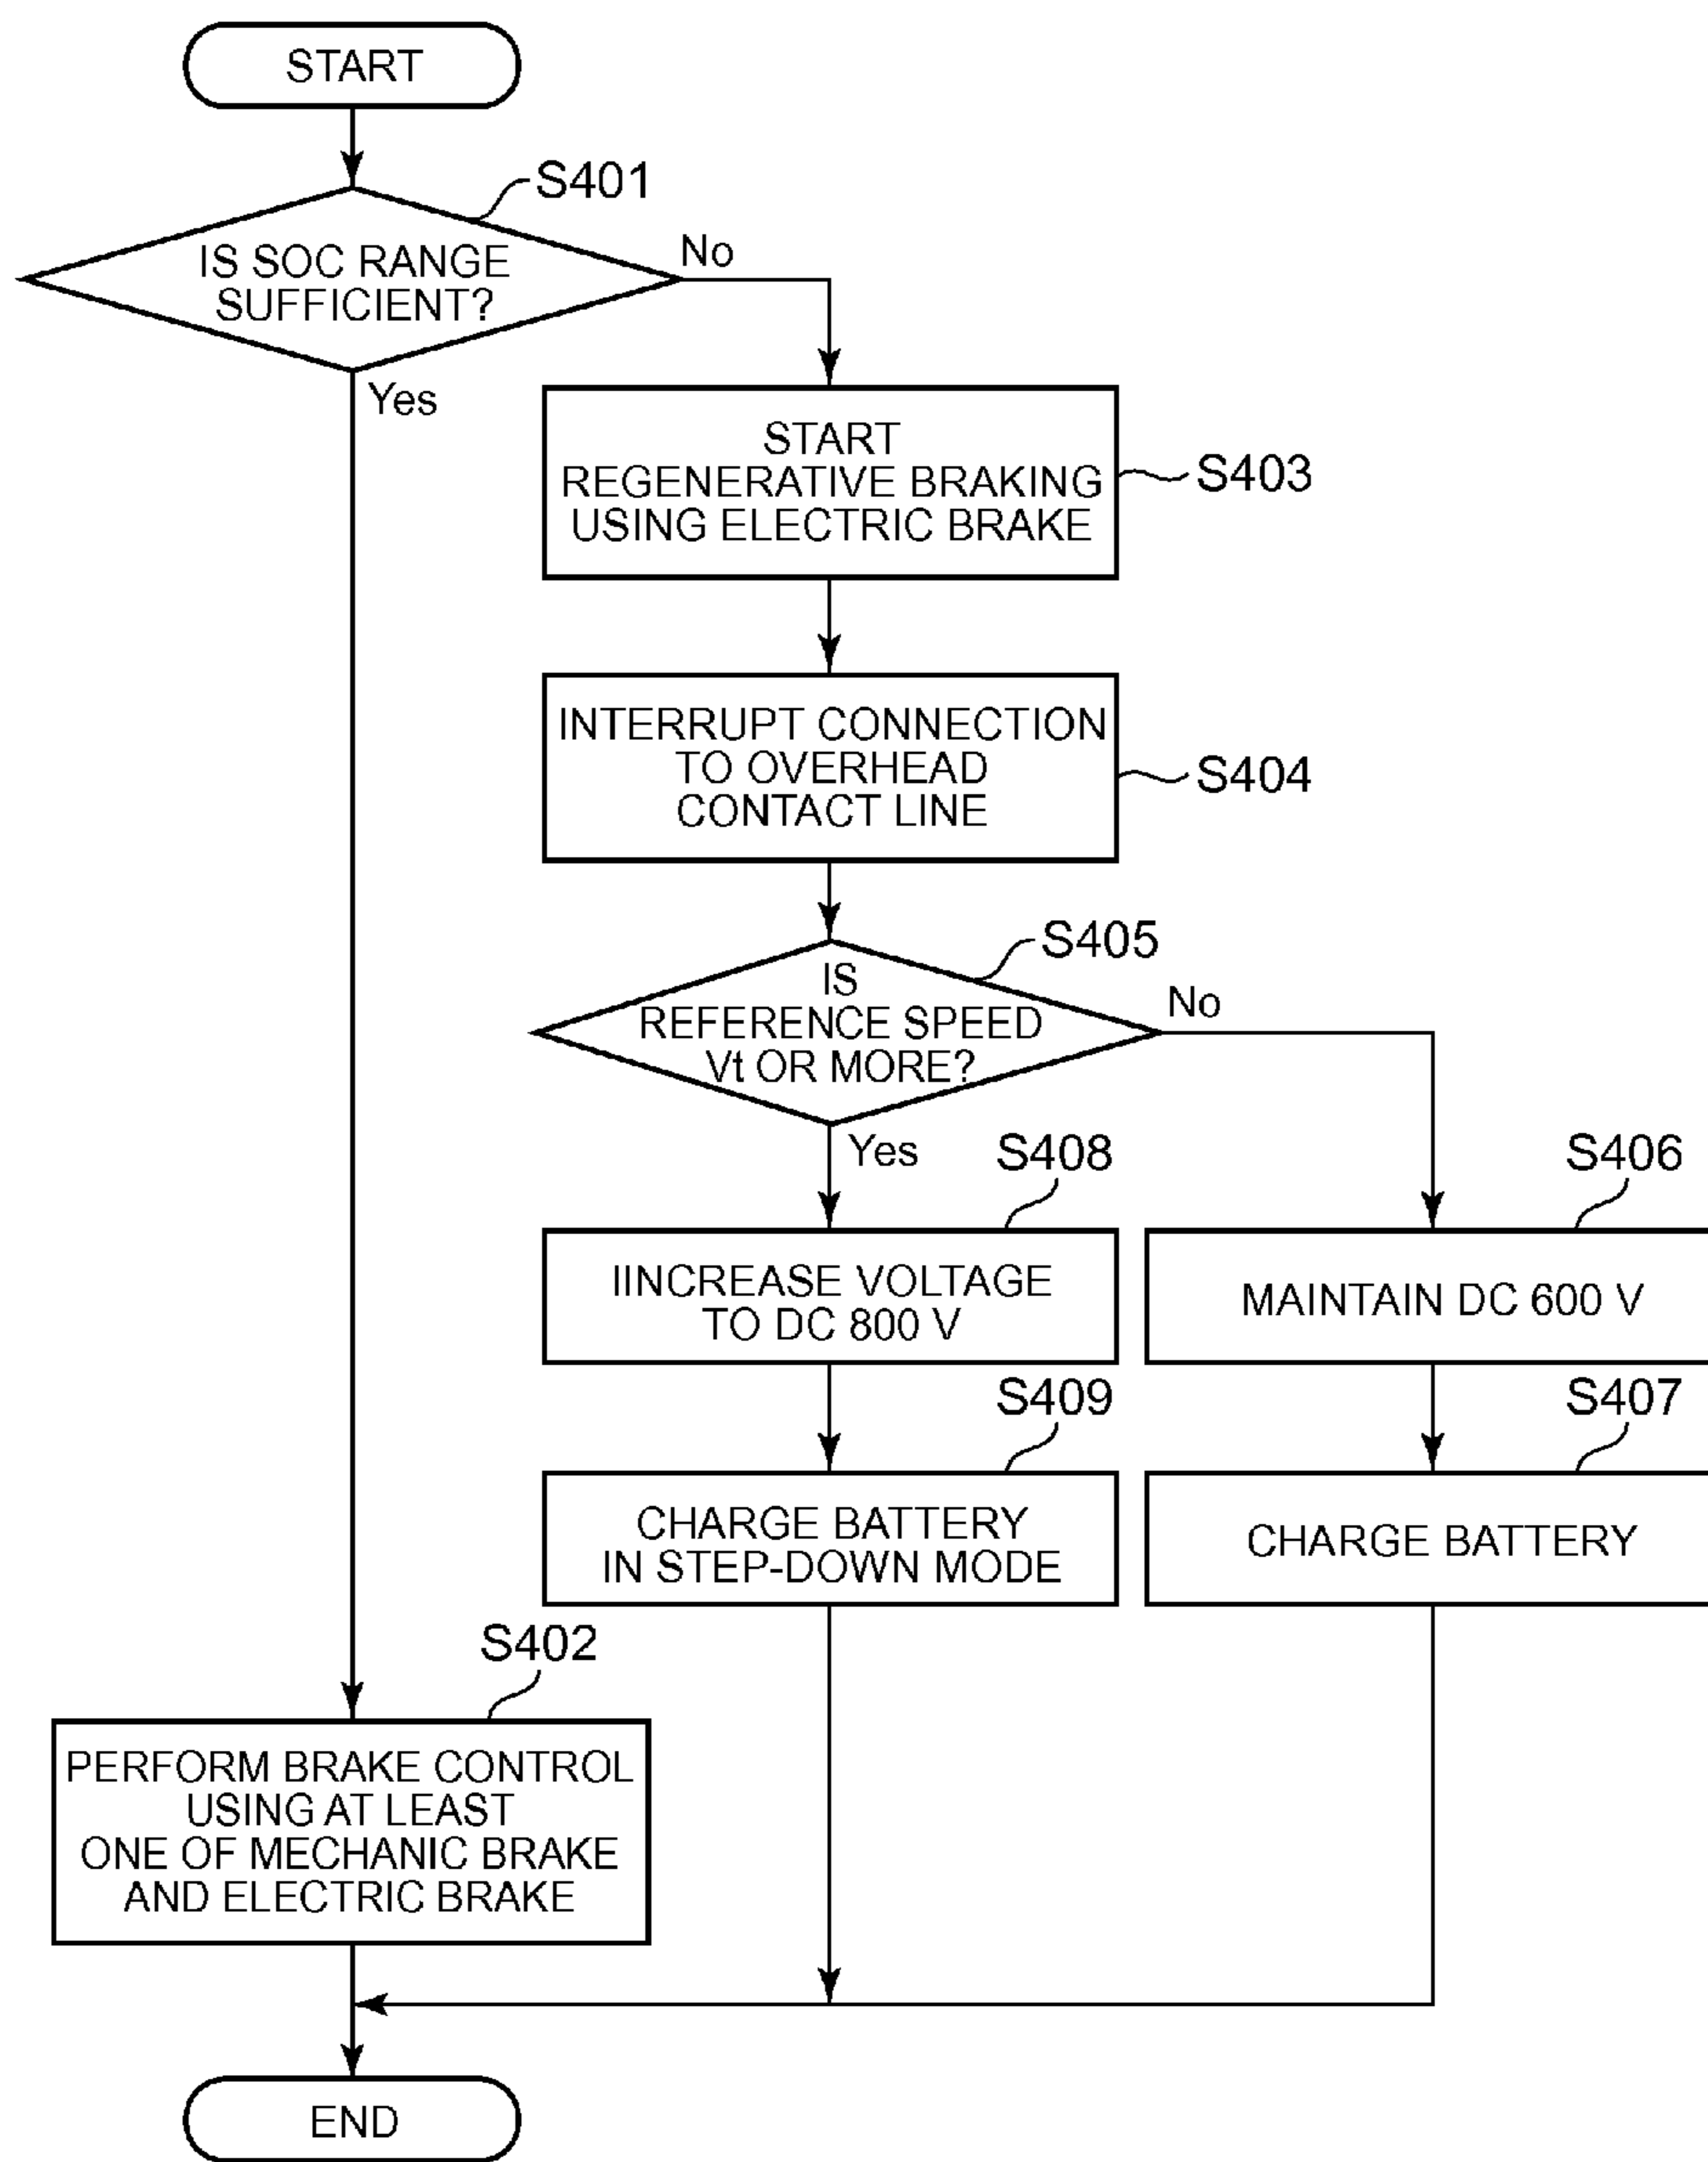 START
S401
IS SOC RANGE
SUFFICIENT?
No
Yes
START
REGENERATIVE BRAKING
USING ELECTRIC BRAKE
S403
INTERRUPT CONNECTION
TO OVERHEAD
CONTACT LINE
S404
S405
IS
REFERENCE SPEED
Vt OR MORE?
No
Yes
S408
S406
IINCREASE VOLTAGE
TO DC 800 V
MAINTAIN DC 600 V
S409
S407
CHARGE BATTERY
IN STEP-DOWN MODE
CHARGE BATTERY
S402
PERFORM BRAKE CONTROL
USING AT LEAST
ONE OF MECHANIC BRAKE
AND ELECTRIC BRAKE
END